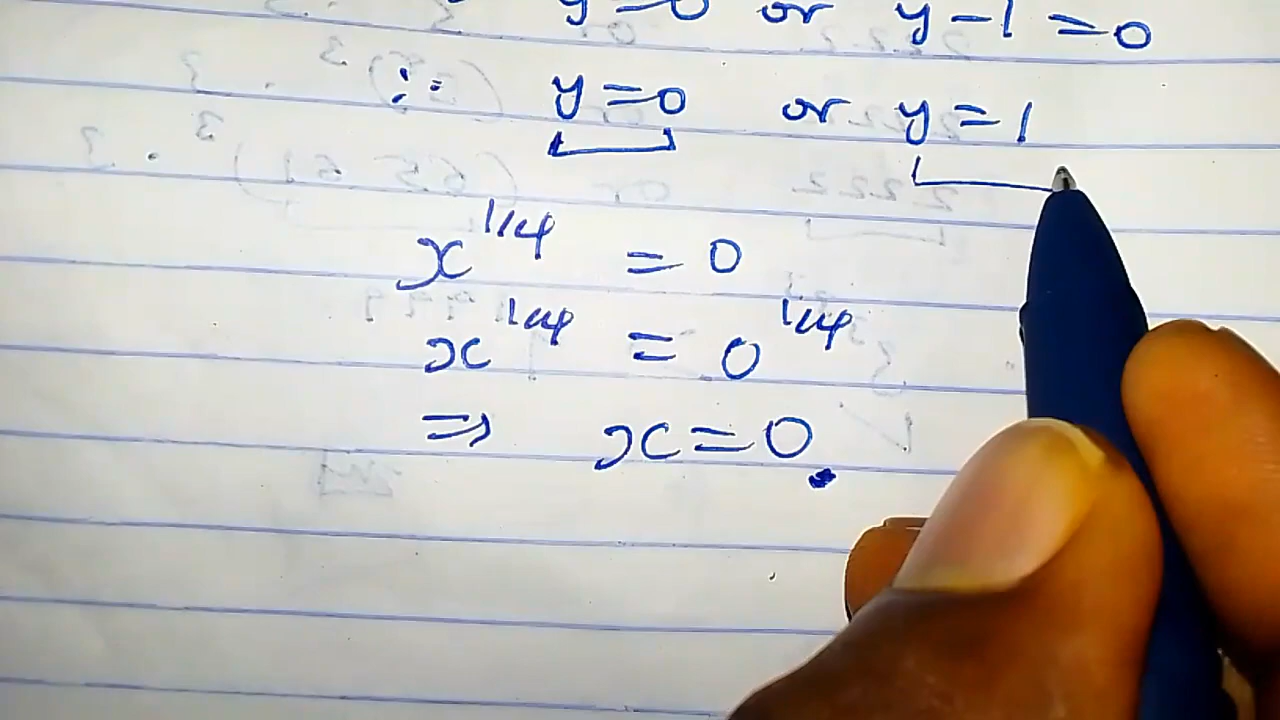 y=0 or y-1=0
∴ y=0 or y=1
x^1/4 = 0
x^1/4 = 0^1/4
⇒ x=0.